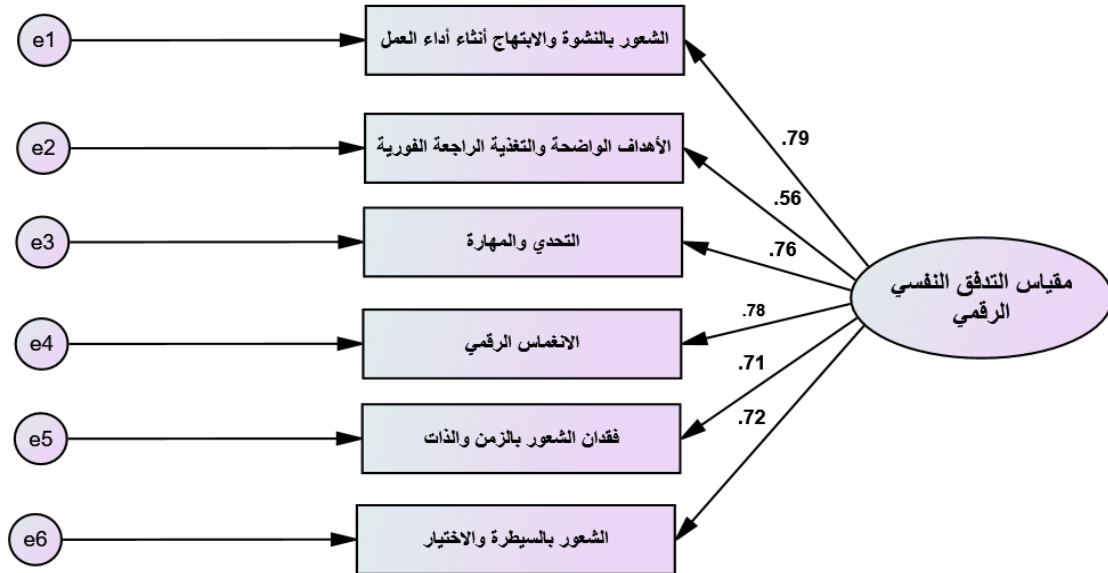 e1
الشعور بالنشوة والابتهاج أنثاء أداء العمل
.79
e2
الأهداف الواضحة والتغذية الراجعة الفورية
.56
e3
التحدي والمهارة
.76
مقياس التدفق النفسي
الرقمي
e4
الانغماس الرقمي
.78
e5
فقدان الشعور بالزمن والذات
.71
e6
الشعور بالسيطرة والاختيار
.72